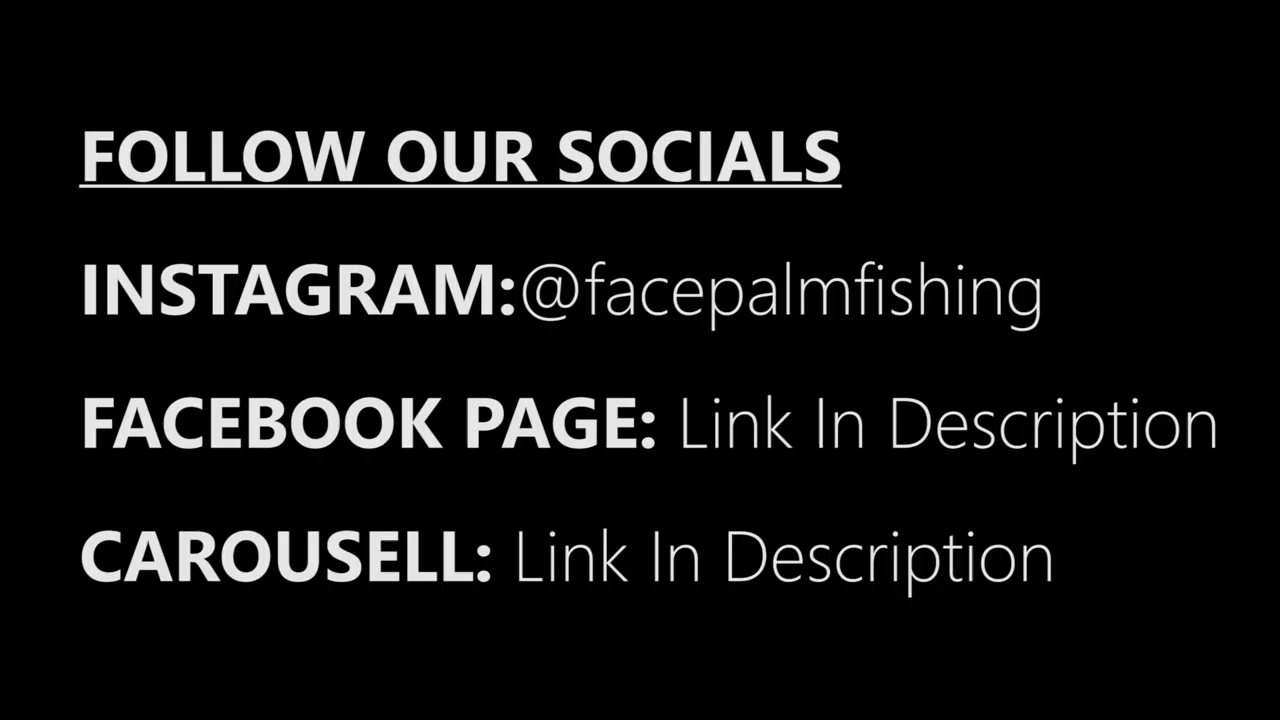 FOLLOW OUR SOCIALS
INSTAGRAM:@facepalmfishing
FACEBOOK PAGE: Link In Description
CAROUSELL: Link In Description